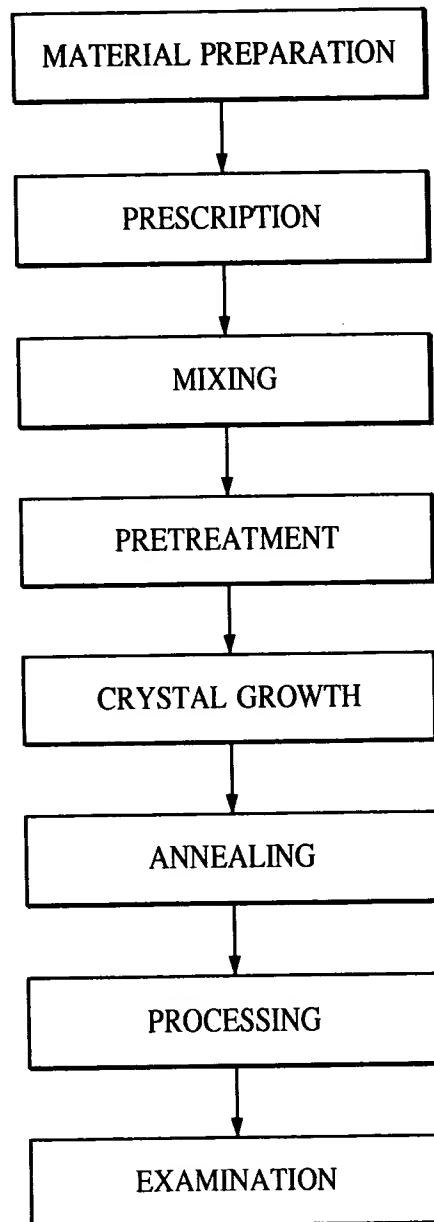 MATERIAL PREPARATION
PRESCRIPTION
MIXING
PRETREATMENT
CRYSTAL GROWTH
ANNEALING
PROCESSING
EXAMINATION